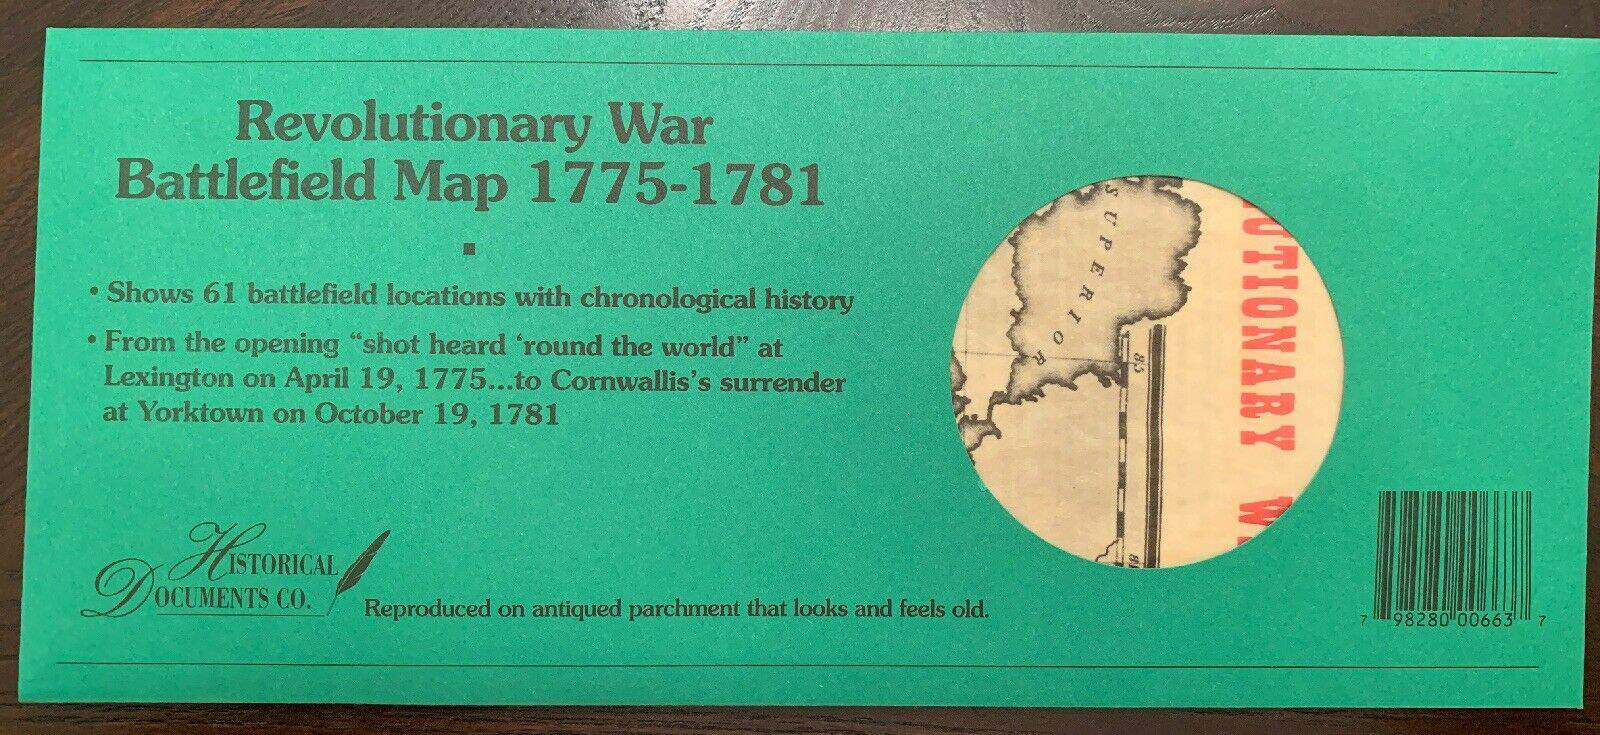 Revolutionary War
Battlefield Map 1775-1781
• Shows 61 battlefield locations with chronological history
• From the opening “shot heard ‘round the world” at
Lexington on April 19, 1775...to Cornwallis’s surrender
at Yorktown on October 19, 1781
SUPERIOR
85
81
UTIONARY W
HISTORICAL
DOCUMENTS CO.
Reproduced on antiqued parchment that looks and feels old.
7 98280 00663 7